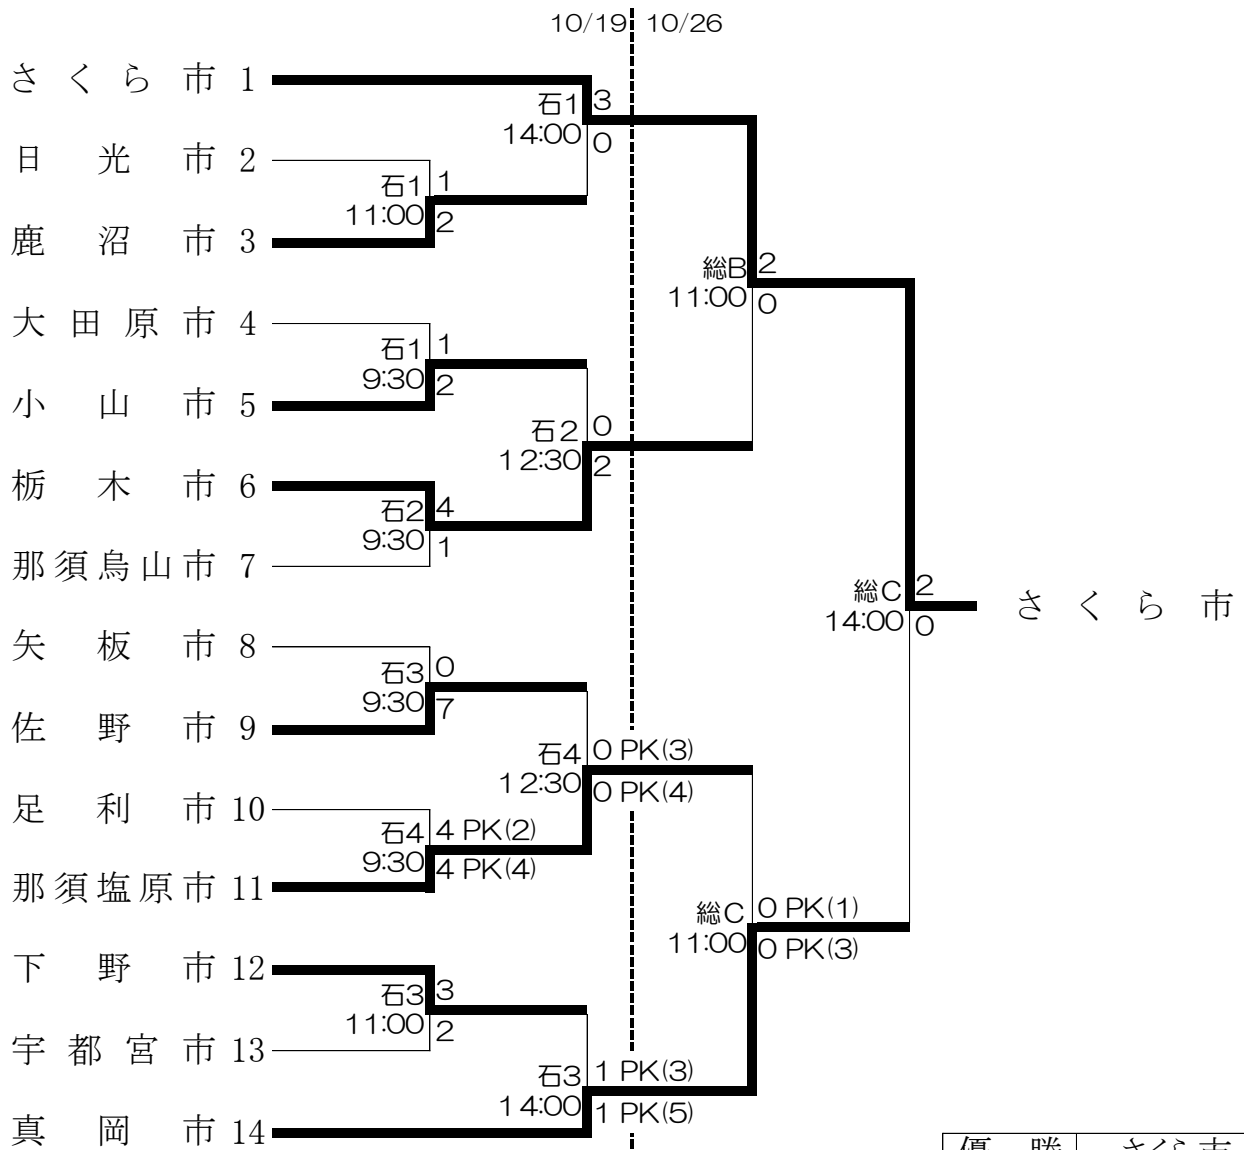 10/19 10/26
さくら市 1
石1 3
14:00 0
日光市 2
石1 1
11:00 2
鹿沼市 3
総B 2
11:00 0
大田原市 4
石1 1
9:30 2
小山市 5
石2 0
12:30 2
栃木市 6
石2 4
9:30 1
那須烏山市 7
総C 2
14:00 0
さくら市
矢板市 8
石3 0
9:30 7
佐野市 9
石4 0 PK(3)
12:30 0 PK(4)
足利市 10
石4 4 PK(2)
9:30 4 PK(4)
那須塩原市 11
総C 0 PK(1)
11:00 0 PK(3)
下野市 12
石3 3
11:00 2
宇都宮市 13
石3 1 PK(3)
14:00 1 PK(5)
真岡市 14
優勝 さくら市